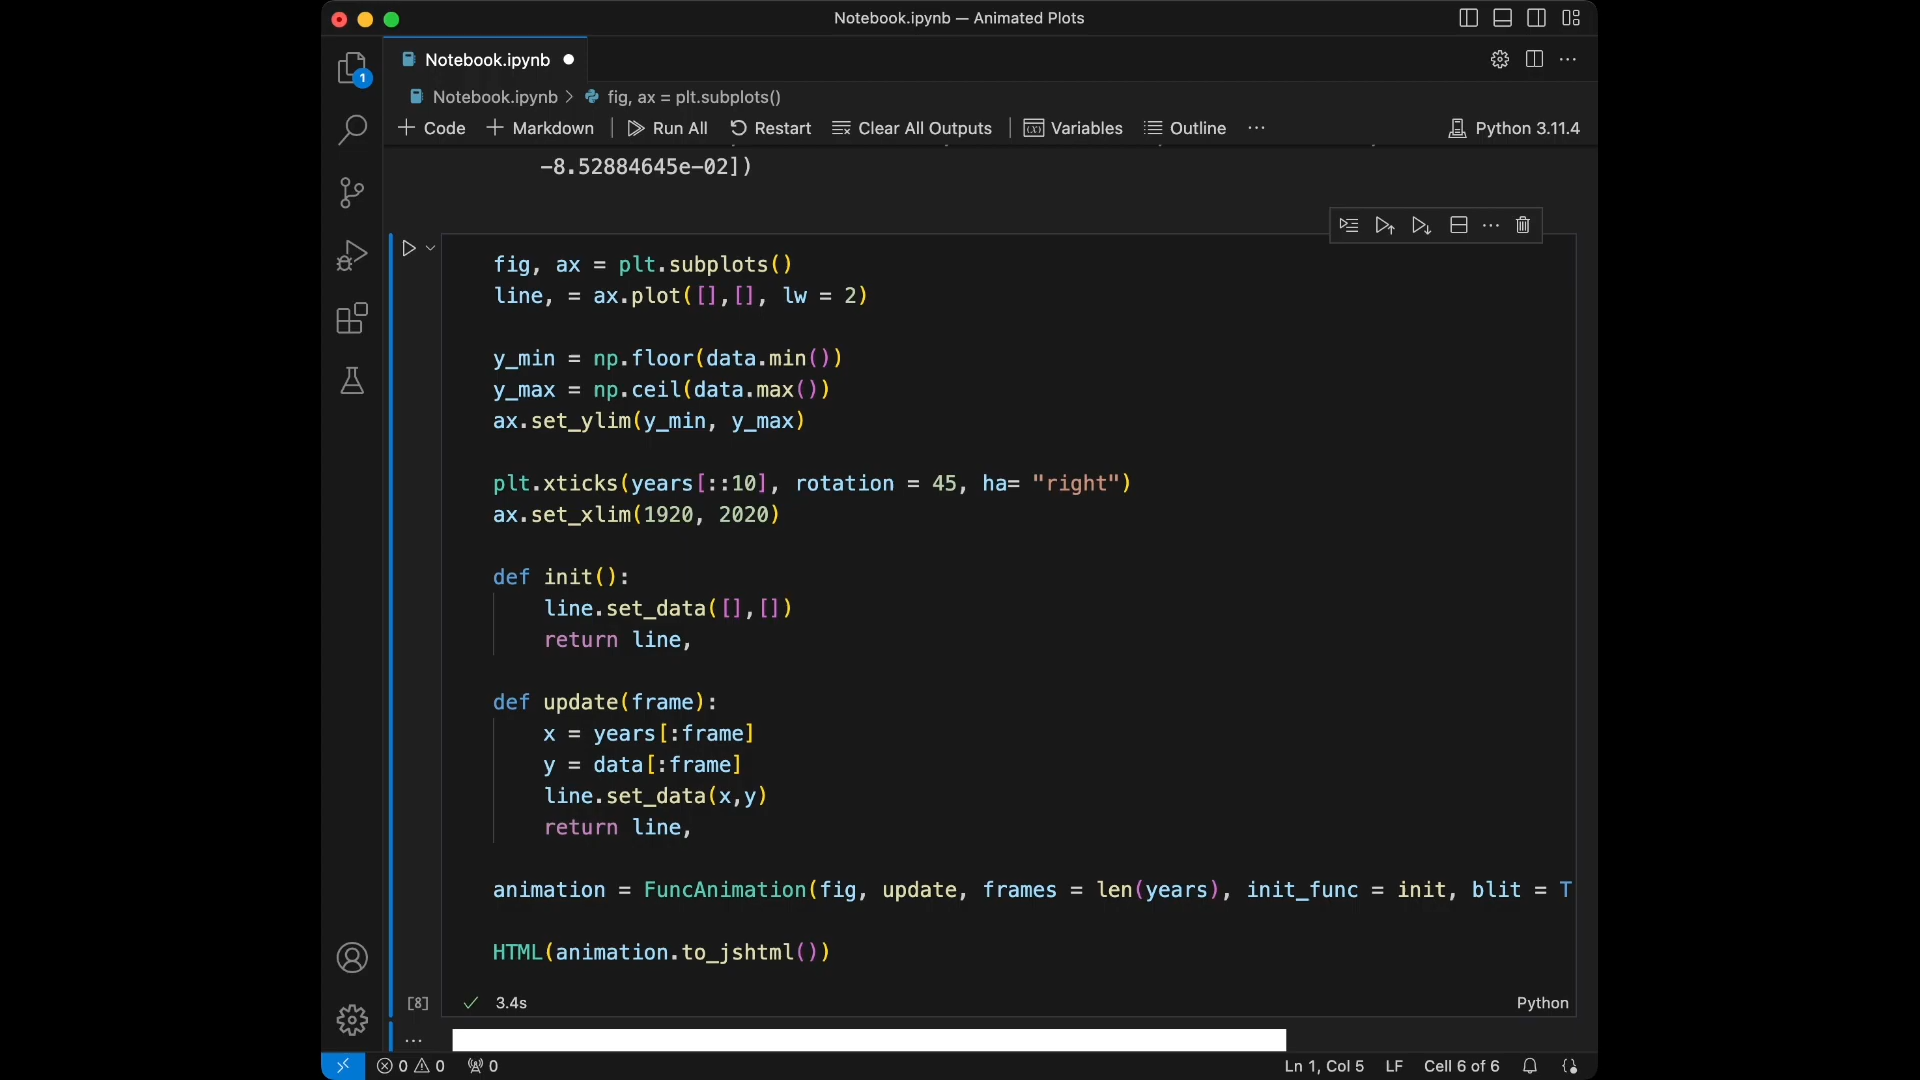 Notebook.ipynb — Animated Plots
Notebook.ipynb
1
Notebook.ipynb > fig, ax = plt.subplots()
+ Code + Markdown Run All Restart Clear All Outputs Variables Outline ... Python 3.11.4
-8.52884645e-02])
fig, ax = plt.subplots()
line, = ax.plot([],[], lw = 2)
y_min = np.floor(data.min())
y_max = np.ceil(data.max())
ax.set_ylim(y_min, y_max)
plt.xticks(years[::10], rotation = 45, ha= "right")
ax.set_xlim(1920, 2020)
def init():
    line.set_data([],[])
    return line,
def update(frame):
    x = years[:frame]
    y = data[:frame]
    line.set_data(x,y)
    return line,
animation = FuncAnimation(fig, update, frames = len(years), init_func = init, blit = T
HTML(animation.to_jshtml())
[8] ✓ 3.4s Python
...
0 0 0 Ln 1, Col 5 LF Cell 6 of 6